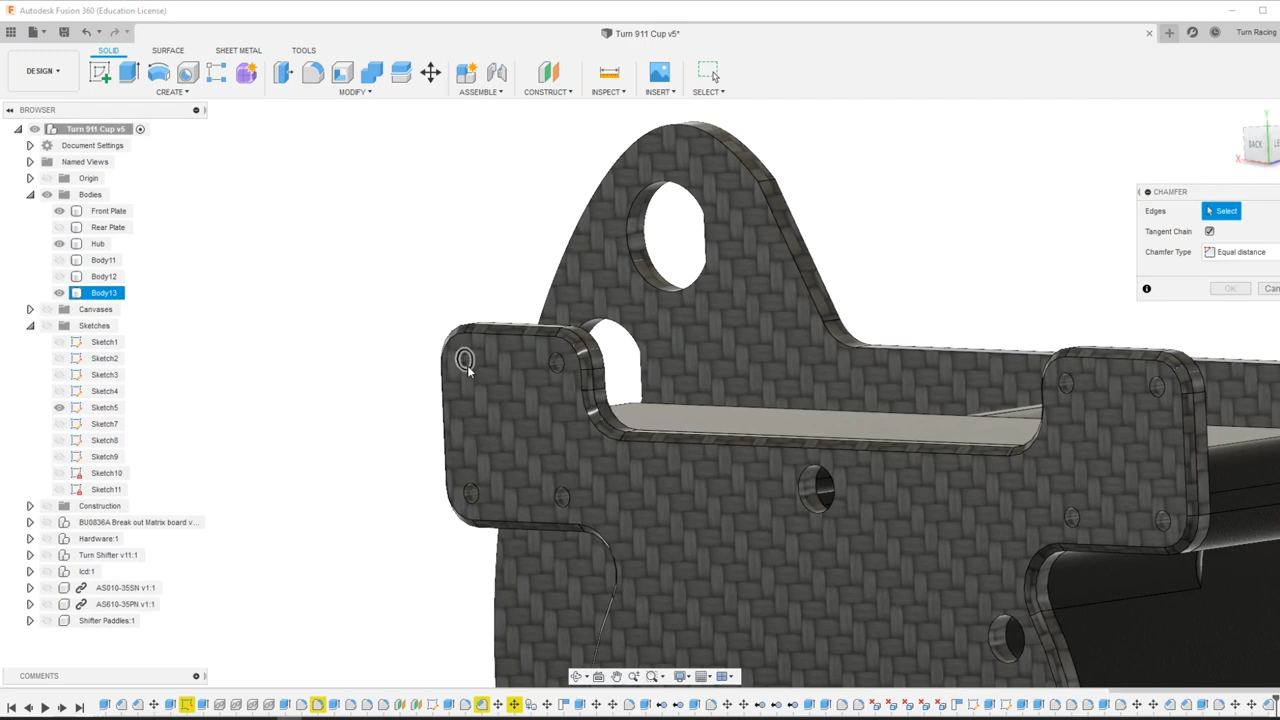 Autodesk Fusion 360 (Education License)
Turn 911 Cup v5*
Turn Racing
SOLID SURFACE SHEET METAL TOOLS
DESIGN
CREATE MODIFY ASSEMBLE CONSTRUCT INSPECT INSERT SELECT
BROWSER
Turn 911 Cup v5
Document Settings
Named Views
Origin
Bodies
Front Plate
Rear Plate
Hub
Body11
Body12
Body13
Canvases
Sketches
Sketch1
Sketch2
Sketch3
Sketch4
Sketch5
Sketch7
Sketch8
Sketch9
Sketch10
Sketch11
Construction
BU0836A Break out Matrix board v...
Hardware:1
Turn Shifter v11:1
lcd:1
AS010-35SN v1:1
AS610-35PN v1:1
Shifter Paddles:1
COMMENTS
Y
BACK LE
X
CHAMFER
Edges Select
Tangent Chain
Chamfer Type Equal distance
OK Can